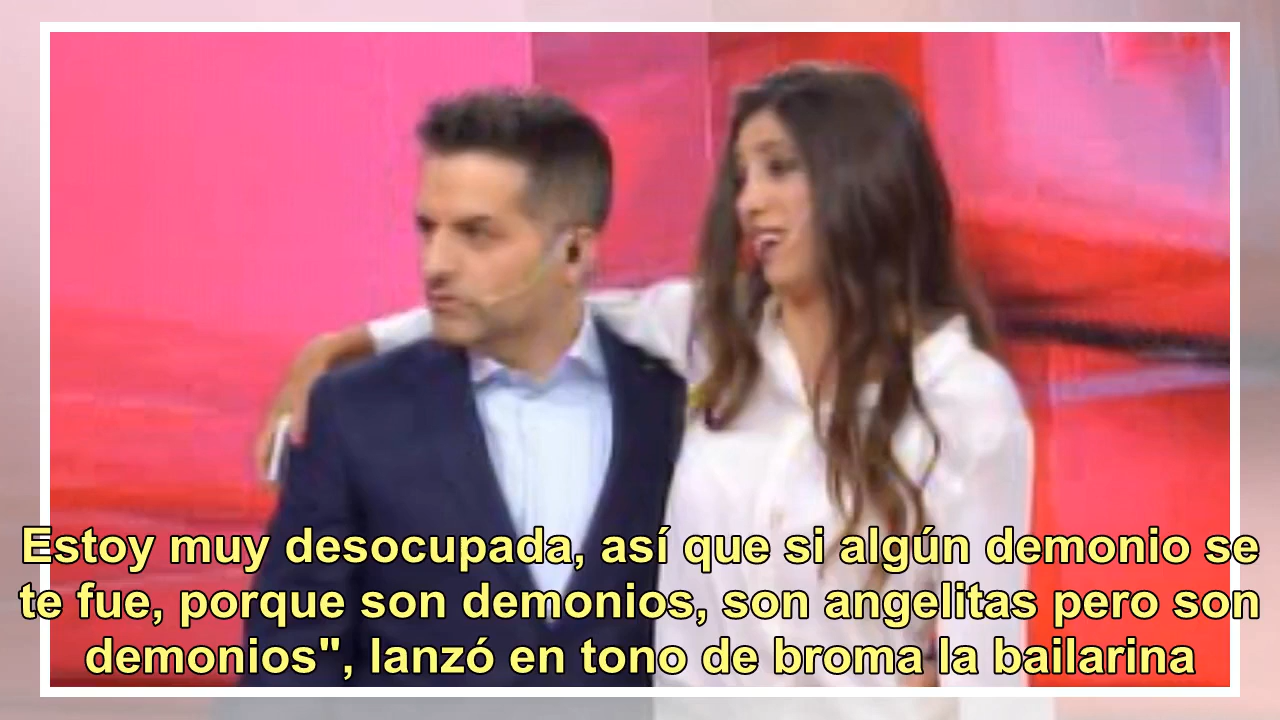 Estoy muy desocupada, así que si algún demonio se
te fue, porque son demonios, son angelitas pero son
demonios", lanzó en tono de broma la bailarina